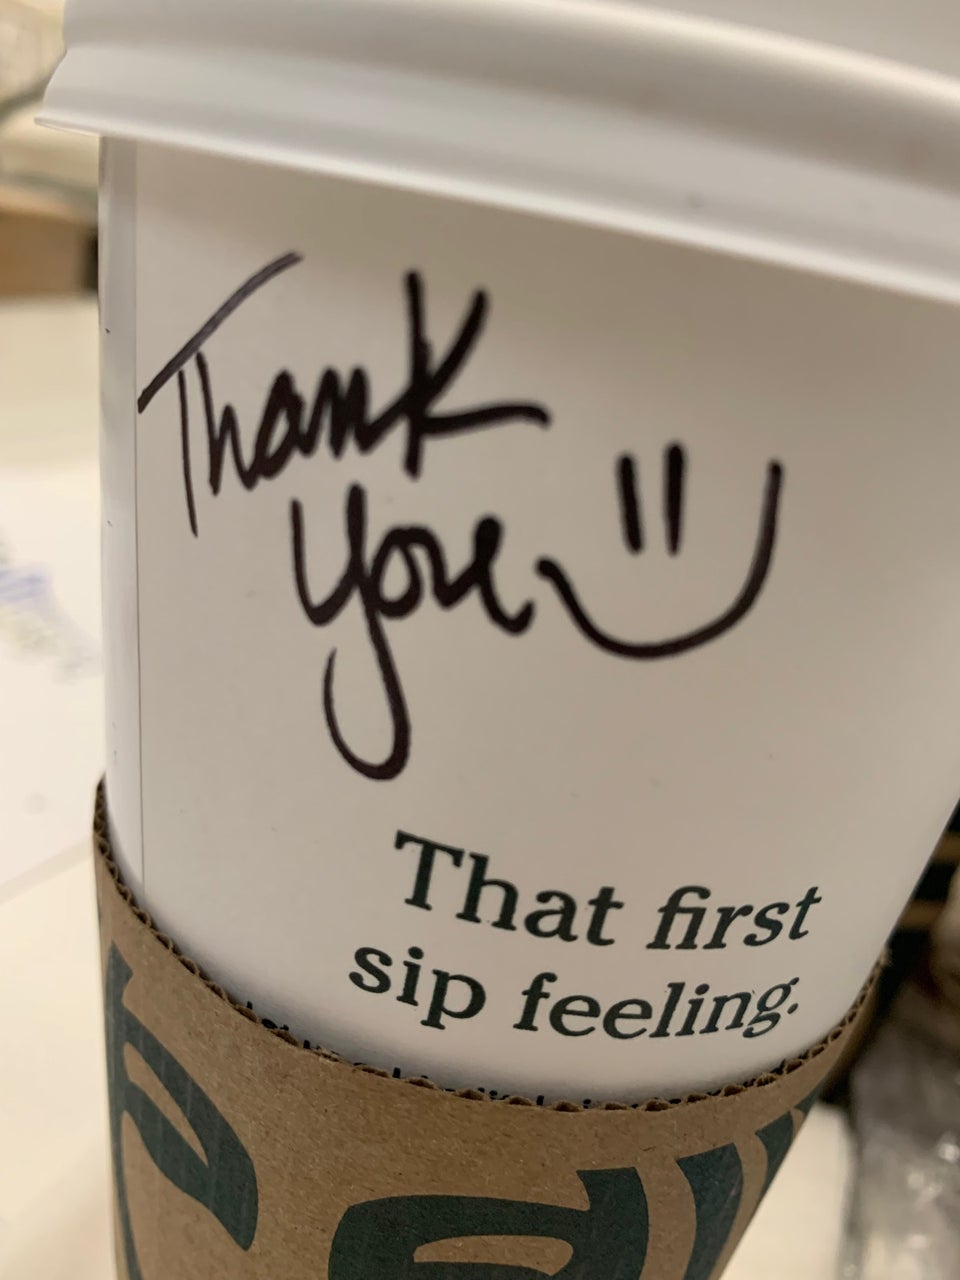 Thank
You
That first
sip feeling.